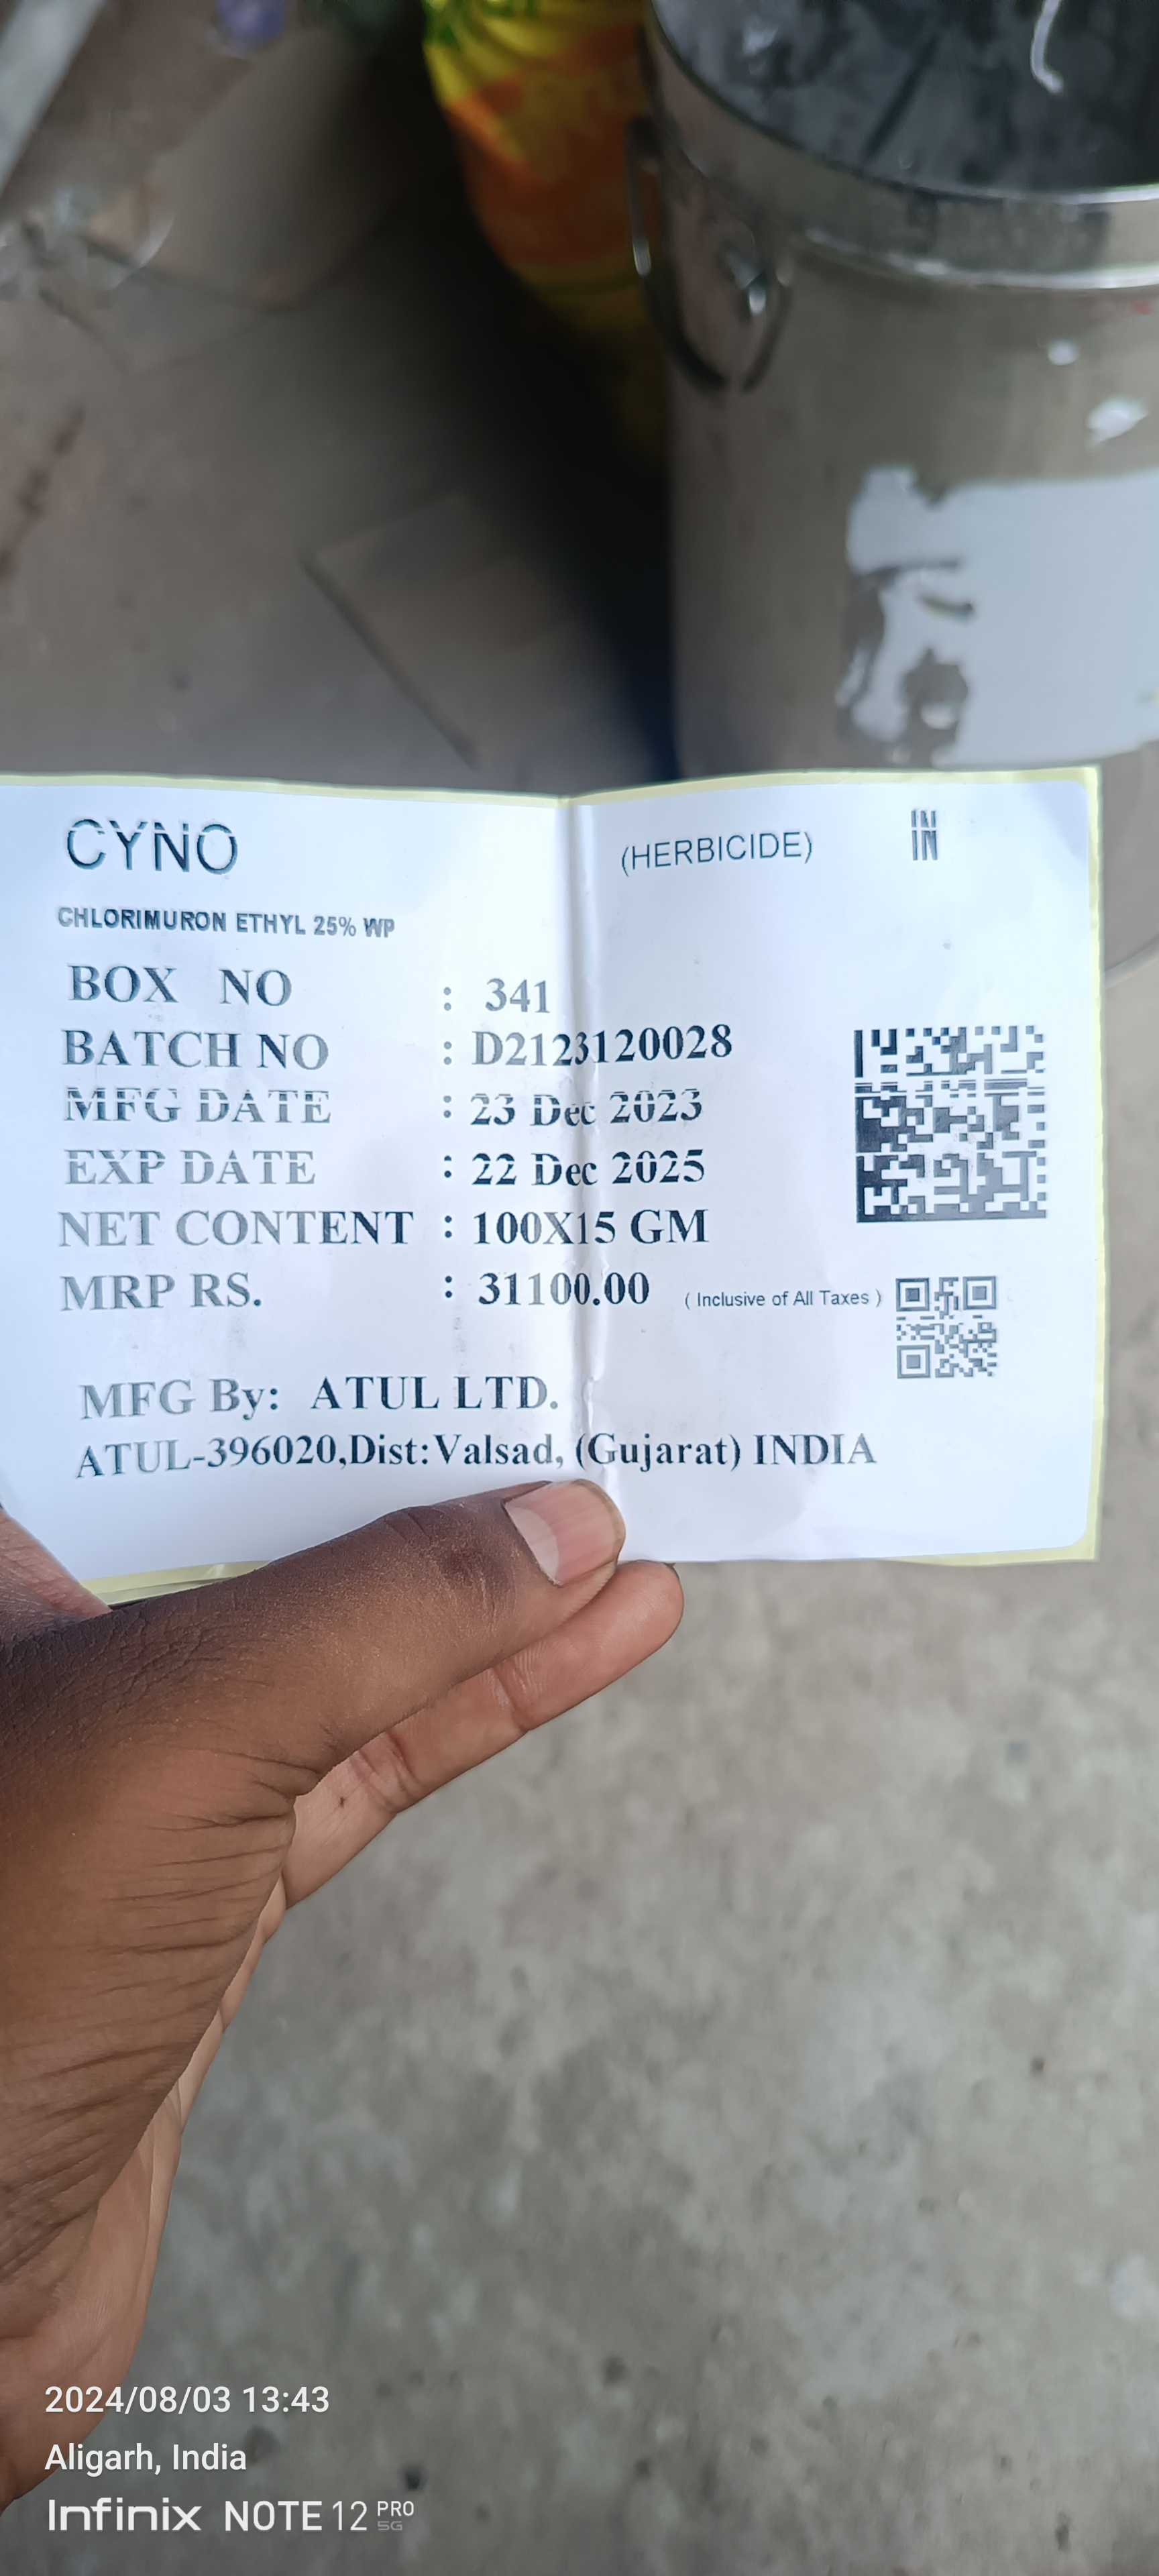 CYNO (HERBICIDE) IN
CHLORIMURON ETHYL 25% WP
BOX NO : 341
BATCH NO : D2123120028
MFG DATE : 23 Dec 2023
EXP DATE : 22 Dec 2025
NET CONTENT : 100X15 GM
MRP RS. : 31100.00 ( Inclusive of All Taxes )
MFG By: ATUL LTD.
ATUL-396020,Dist:Valsad, (Gujarat) INDIA
2024/08/03 13:43
Aligarh, India
Infinix NOTE 12 PRO 5G